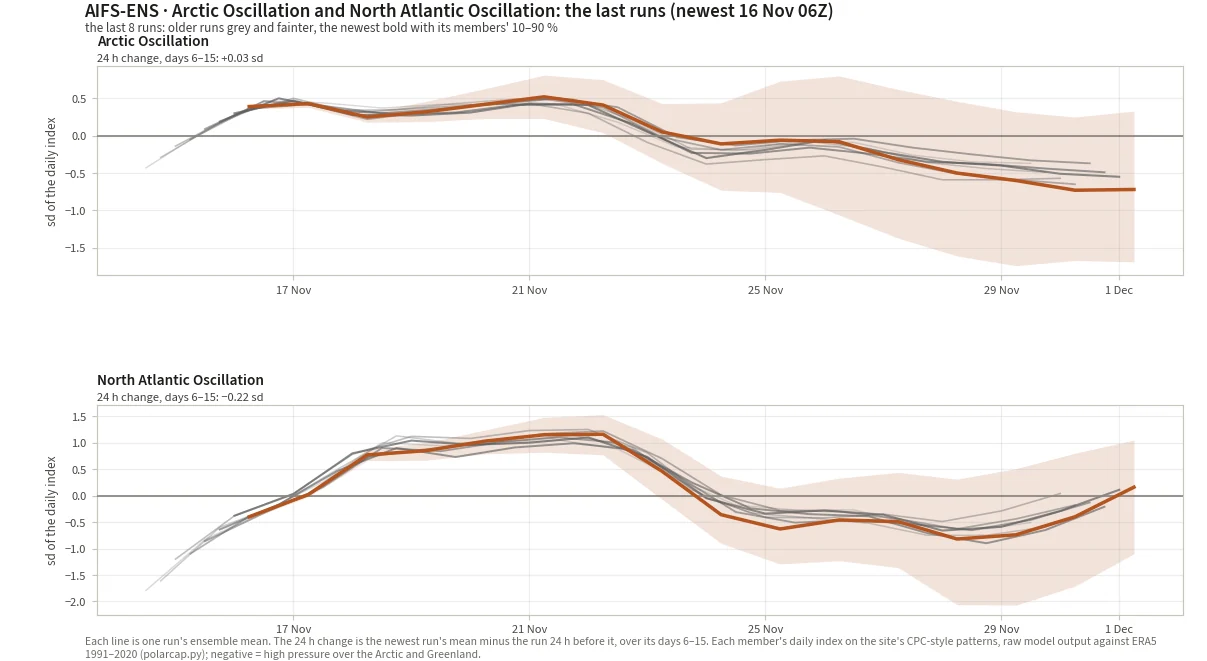 AIFS-ENS · Arctic Oscillation and North Atlantic Oscillation: the last runs (newest 16 Nov 06Z)
the last 8 runs: older runs grey and fainter, the newest bold with its members' 10–90 %
Arctic Oscillation
24 h change, days 6–15: +0.03 sd
0.5
0.0
−0.5
−1.0
−1.5
sd of the daily index
17 Nov
21 Nov
25 Nov
29 Nov
1 Dec
North Atlantic Oscillation
24 h change, days 6–15: −0.22 sd
1.5
1.0
0.5
0.0
−0.5
−1.0
−1.5
−2.0
sd of the daily index
17 Nov
21 Nov
25 Nov
29 Nov
1 Dec
Each line is one run's ensemble mean. The 24 h change is the newest run's mean minus the run 24 h before it, over its days 6–15. Each member's daily index on the site's CPC-style patterns, raw model output against ERA5
1991–2020 (polarcap.py); negative = high pressure over the Arctic and Greenland.